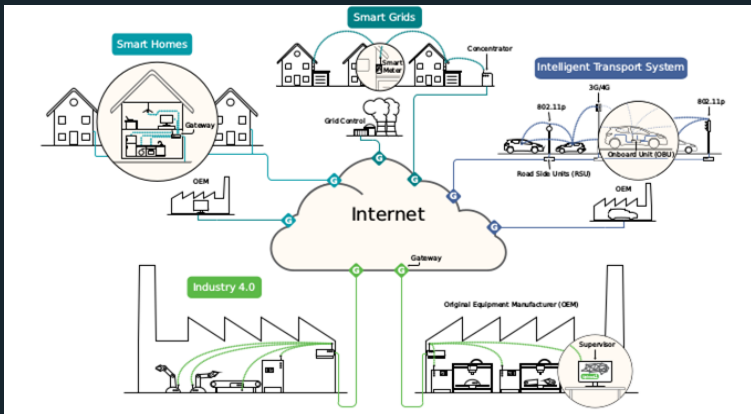 Smart Grids
Smart Homes
Smart
Meter
Concentrator
Intelligent Transport System
3G/4G
802.11p
802.11p
Gateway
Grid Control
Onboard Unit (OBU)
Road Side Units (RSU)
OEM
OEM
G
G
G
G
G
G
Internet
Gateway
G
G
Industry 4.0
Original Equipment Manufacturer (OEM)
Supervisor